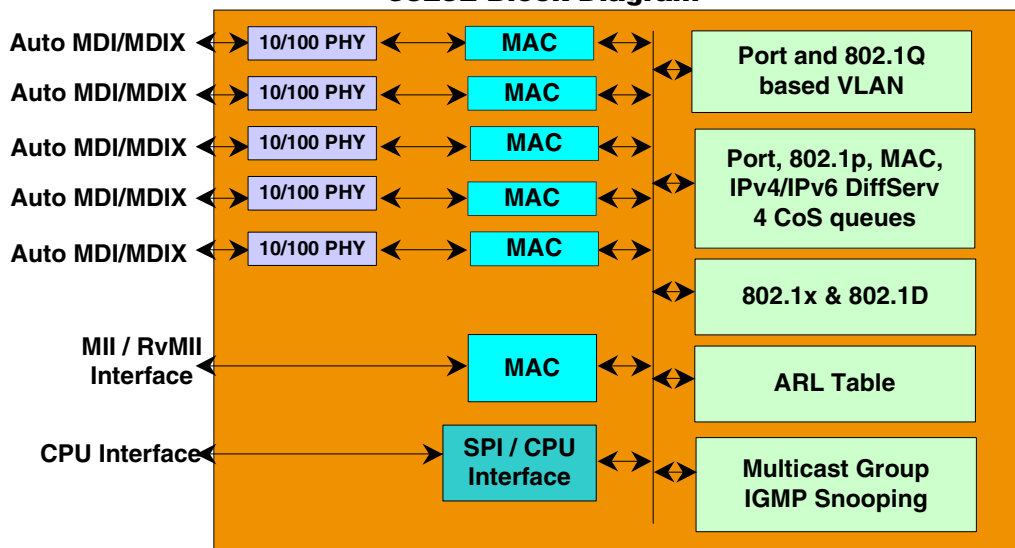 Auto MDI/MDIX
10/100 PHY
MAC
Auto MDI/MDIX
10/100 PHY
MAC
Auto MDI/MDIX
10/100 PHY
MAC
Auto MDI/MDIX
10/100 PHY
MAC
Auto MDI/MDIX
10/100 PHY
MAC
Port and 802.1Q
based VLAN
Port, 802.1p, MAC,
IPv4/IPv6 DiffServ
4 CoS queues
802.1x & 802.1D
MII / RvMII
Interface
MAC
ARL Table
CPU Interface
SPI / CPU
Interface
Multicast Group
IGMP Snooping